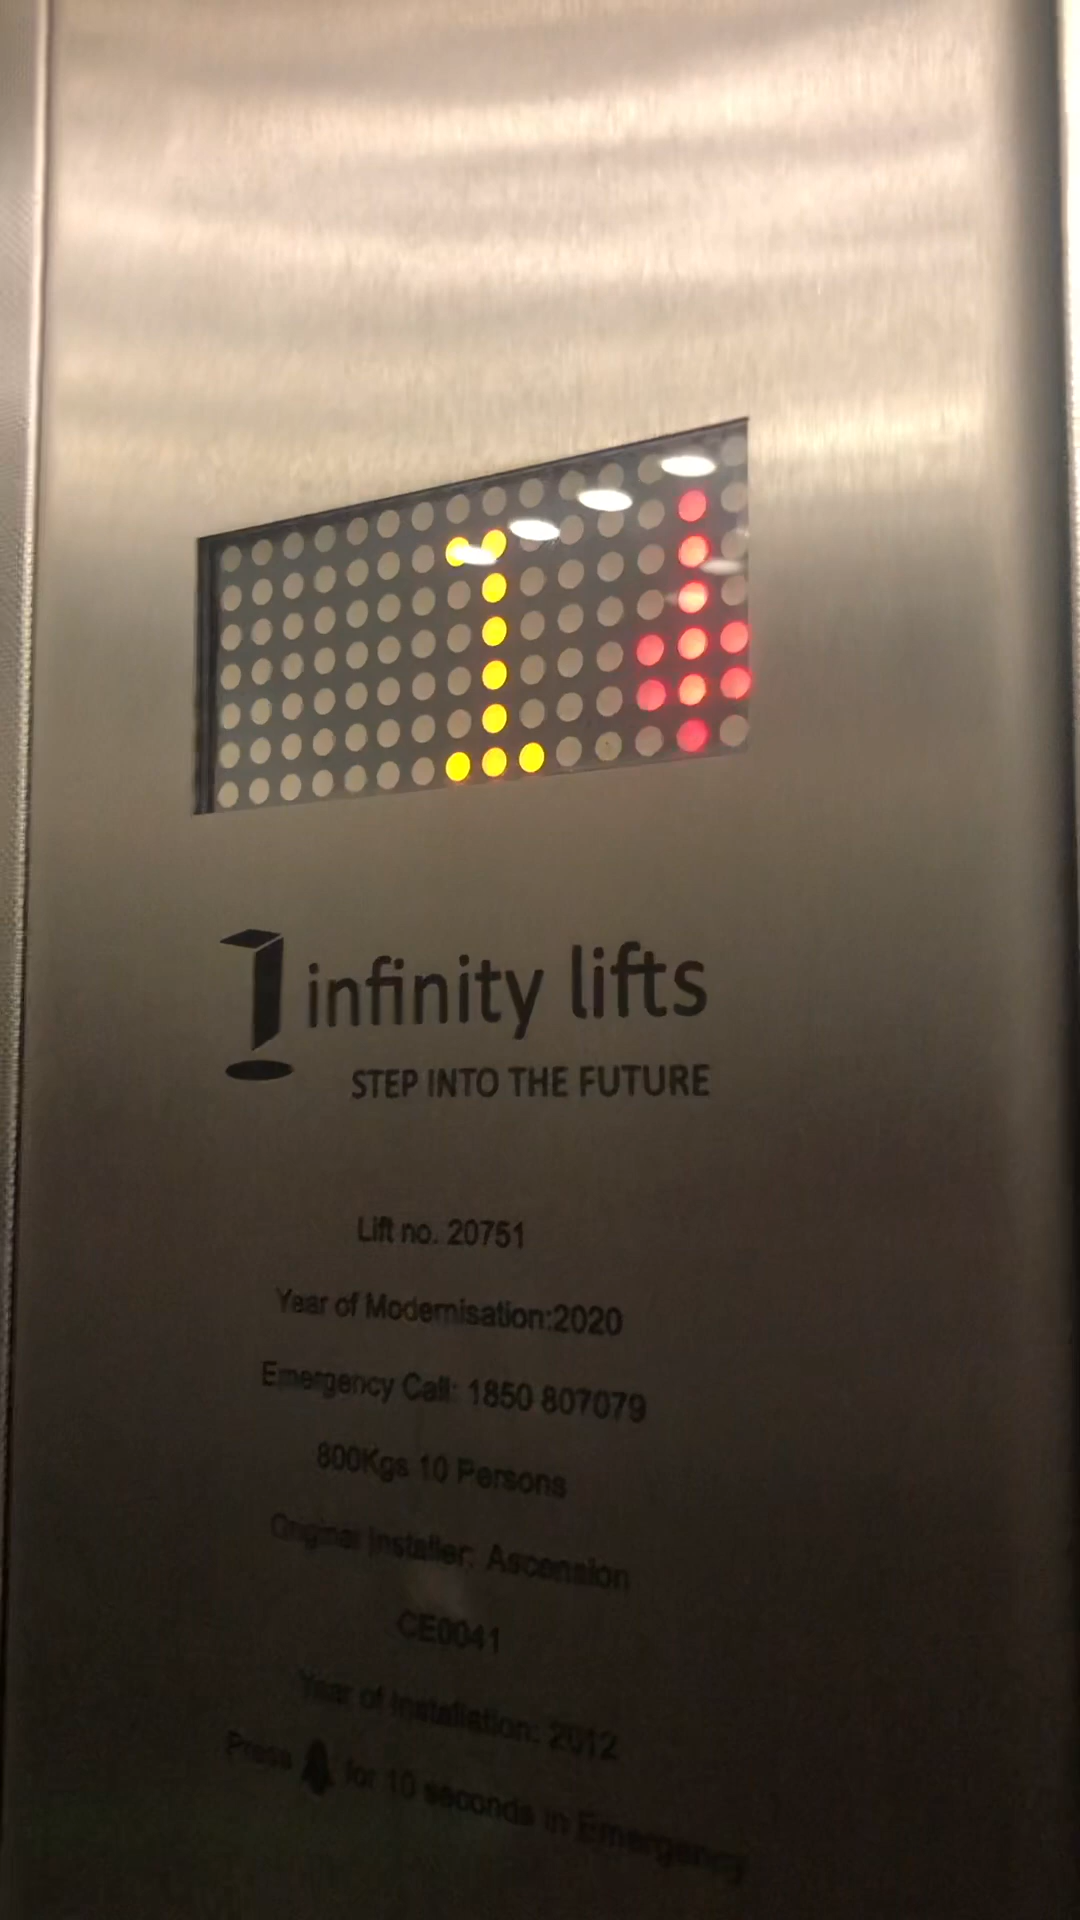 1
infinity lifts
STEP INTO THE FUTURE
Lift no. 20751
Year of Modernisation:2020
Emergency Call: 1850 807079
800Kgs 10 Persons
Original Installer: Ascension
CE0041
Year of Installation: 2012
Press for 10 seconds in Emergency